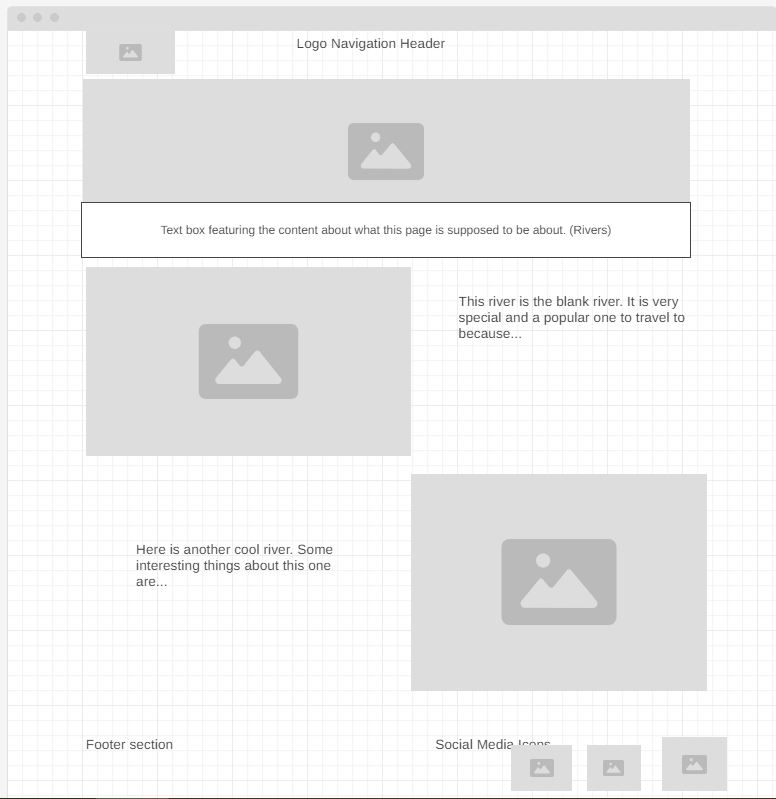 Logo Navigation Header
Text box featuring the content about what this page is supposed to be about. (Rivers)
This river is the blank river. It is very
special and a popular one to travel to
because...
Here is another cool river. Some
interesting things about this one
are...
Footer section
Social Media Icons